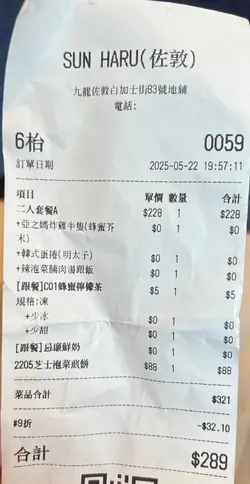 SUN HARU(佐敦)
九龍佐敦白加士街83號地鋪
電話:
6枱 0059
訂單日期 2025-05-22 19:57:11
項目 單價 數量 合計
二人套餐A $228 1 $228
+亞之媽炸雞半隻(蜂蜜芥 $0 1 $0
末)
+韓式蛋捲(明太子) $0 1 $0
+辣泡菜腩肉湯跟飯 $0 1 $0
[跟餐]C01蜂蜜檸檬茶 $5 1 $5
規格:凍
+少冰 $0 1 $0
+少甜 $0 1 $0
[跟餐]忌廉鮮奶 $0 1 $0
2205芝士泡菜煎餅 $88 1 $88
菜品合計 $321
#9折 -$32.10
合計 $289